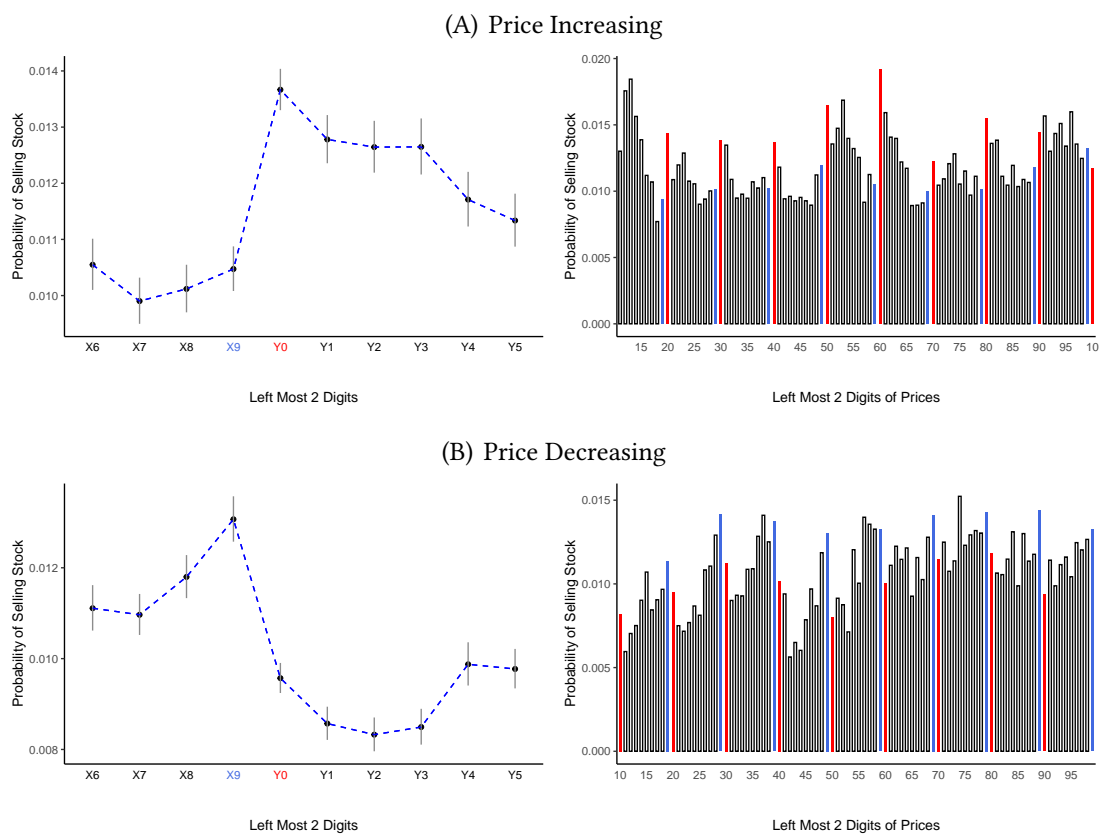 (A) Price Increasing
Probability of Selling Stock
0.014
0.013
0.012
0.011
0.010
X6 X7 X8 X9 Y0 Y1 Y2 Y3 Y4 Y5
Left Most 2 Digits
Probability of Selling Stock
0.020
0.015
0.010
0.005
0.000
15 20 25 30 35 40 45 50 55 60 65 70 75 80 85 90 95 10
Left Most 2 Digits of Prices
(B) Price Decreasing
Probability of Selling Stock
0.012
0.010
0.008
X6 X7 X8 X9 Y0 Y1 Y2 Y3 Y4 Y5
Left Most 2 Digits
Probability of Selling Stock
0.015
0.010
0.005
0.000
10 15 20 25 30 35 40 45 50 55 60 65 70 75 80 85 90 95
Left Most 2 Digits of Prices